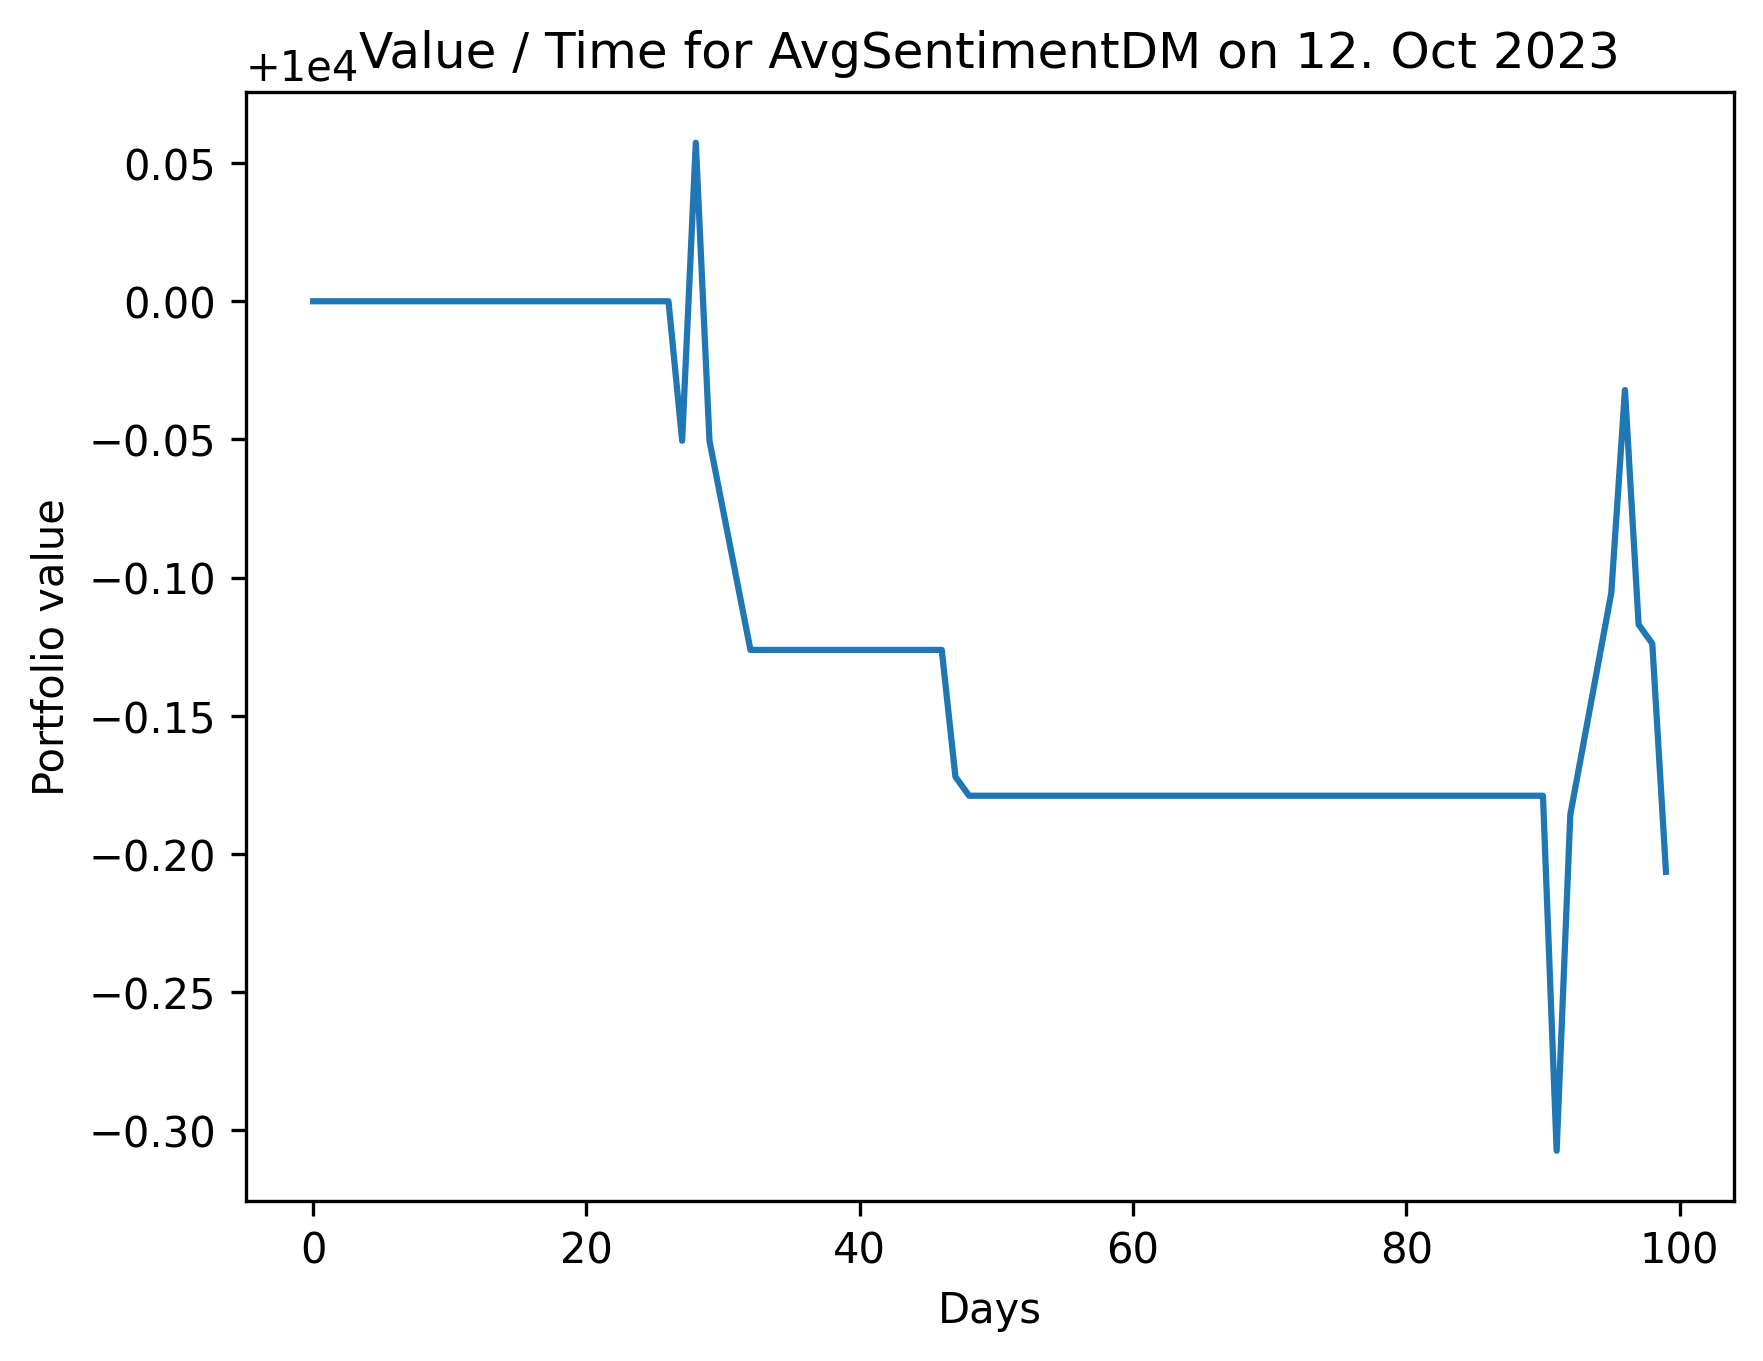 Value / Time for AvgSentimentDM on 12. Oct 2023
+1e4
0.05
0.00
−0.05
−0.10
−0.15
−0.20
−0.25
−0.30
Portfolio value
0 20 40 60 80 100
Days